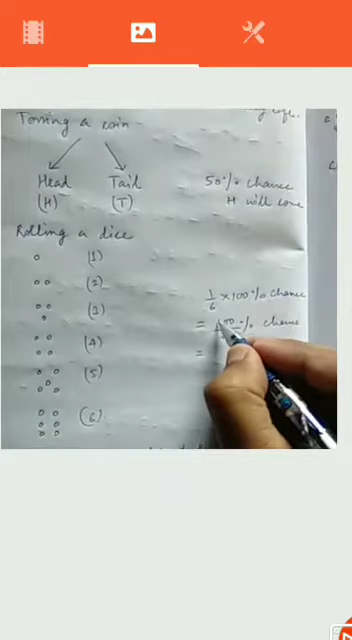 Tossing a coin
Head Tail 50% chance
(H) (T) H will come
Rolling a dice
(1)
(2)
(3) 1/6 × 100% chance
= % chance
(4) =
(5)
(6)